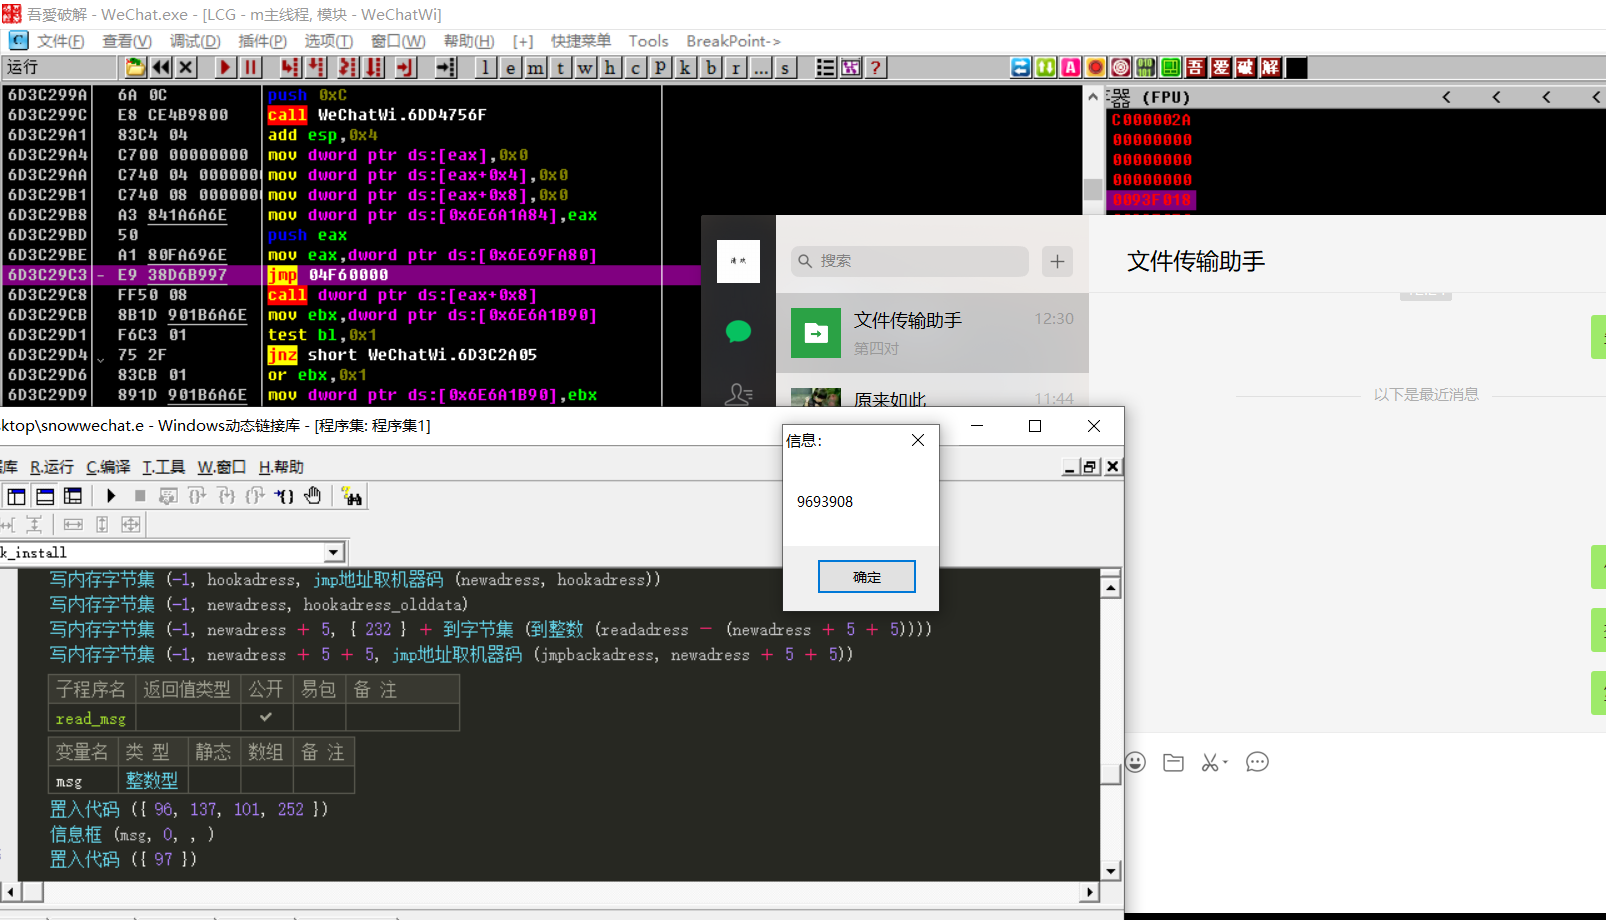 吾愛破解 - WeChat.exe - [LCG - m主线程, 模块 - WeChatWi]
文件(F) 查看(V) 调试(D) 插件(P) 选项(T) 窗口(W) 帮助(H) [+] 快捷菜单 Tools BreakPoint->
运行 l e m t w h c p k b r ... s ? A 吾 爱 破 解
6D3C299A 6A 0C push 0xC
6D3C299C E8 CE4B9800 call WeChatWi.6DD4756F
6D3C29A1 83C4 04 add esp,0x4
6D3C29A4 C700 00000000 mov dword ptr ds:[eax],0x0
6D3C29AA C740 04 0000000 mov dword ptr ds:[eax+0x4],0x0
6D3C29B1 C740 08 0000000 mov dword ptr ds:[eax+0x8],0x0
6D3C29B8 A3 841A6A6E mov dword ptr ds:[0x6E6A1A84],eax
6D3C29BD 50 push eax
6D3C29BE A1 80FA696E mov eax,dword ptr ds:[0x6E69FA80]
6D3C29C3 - E9 38D6B997 jmp 04F60000
6D3C29C8 FF50 08 call dword ptr ds:[eax+0x8]
6D3C29CB 8B1D 901B6A6E mov ebx,dword ptr ds:[0x6E6A1B90]
6D3C29D1 F6C3 01 test bl,0x1
6D3C29D4 75 2F jnz short WeChatWi.6D3C2A05
6D3C29D6 83CB 01 or ebx,0x1
6D3C29D9 891D 901B6A6E mov dword ptr ds:[0x6E6A1B90],ebx
器 (FPU) < < < <
C000002A
00000000
00000000
00000000
0093F018
搜索
文件传输助手 12:30
第四对
原来如此 11:44
文件传输助手
以下是最近消息
ktop\snowwechat.e - Windows动态链接库 - [程序集: 程序集1]
库 R.运行 C.编译 T.工具 W.窗口 H.帮助
k_install
写内存字节集 (-1, hookadress, jmp地址取机器码 (newadress, hookadress))
写内存字节集 (-1, newadress, hookadress_olddata)
写内存字节集 (-1, newadress + 5, { 232 } + 到字节集 (到整数 (readadress - (newadress + 5 + 5))))
写内存字节集 (-1, newadress + 5 + 5, jmp地址取机器码 (jmpbackadress, newadress + 5 + 5))
子程序名 返回值类型 公开 易包 备 注
read_msg
变量名 类 型 静态 数组 备 注
msg 整数型
置入代码 ({ 96, 137, 101, 252 })
信息框 (msg, 0, , )
置入代码 ({ 97 })
信息:
9693908
确定